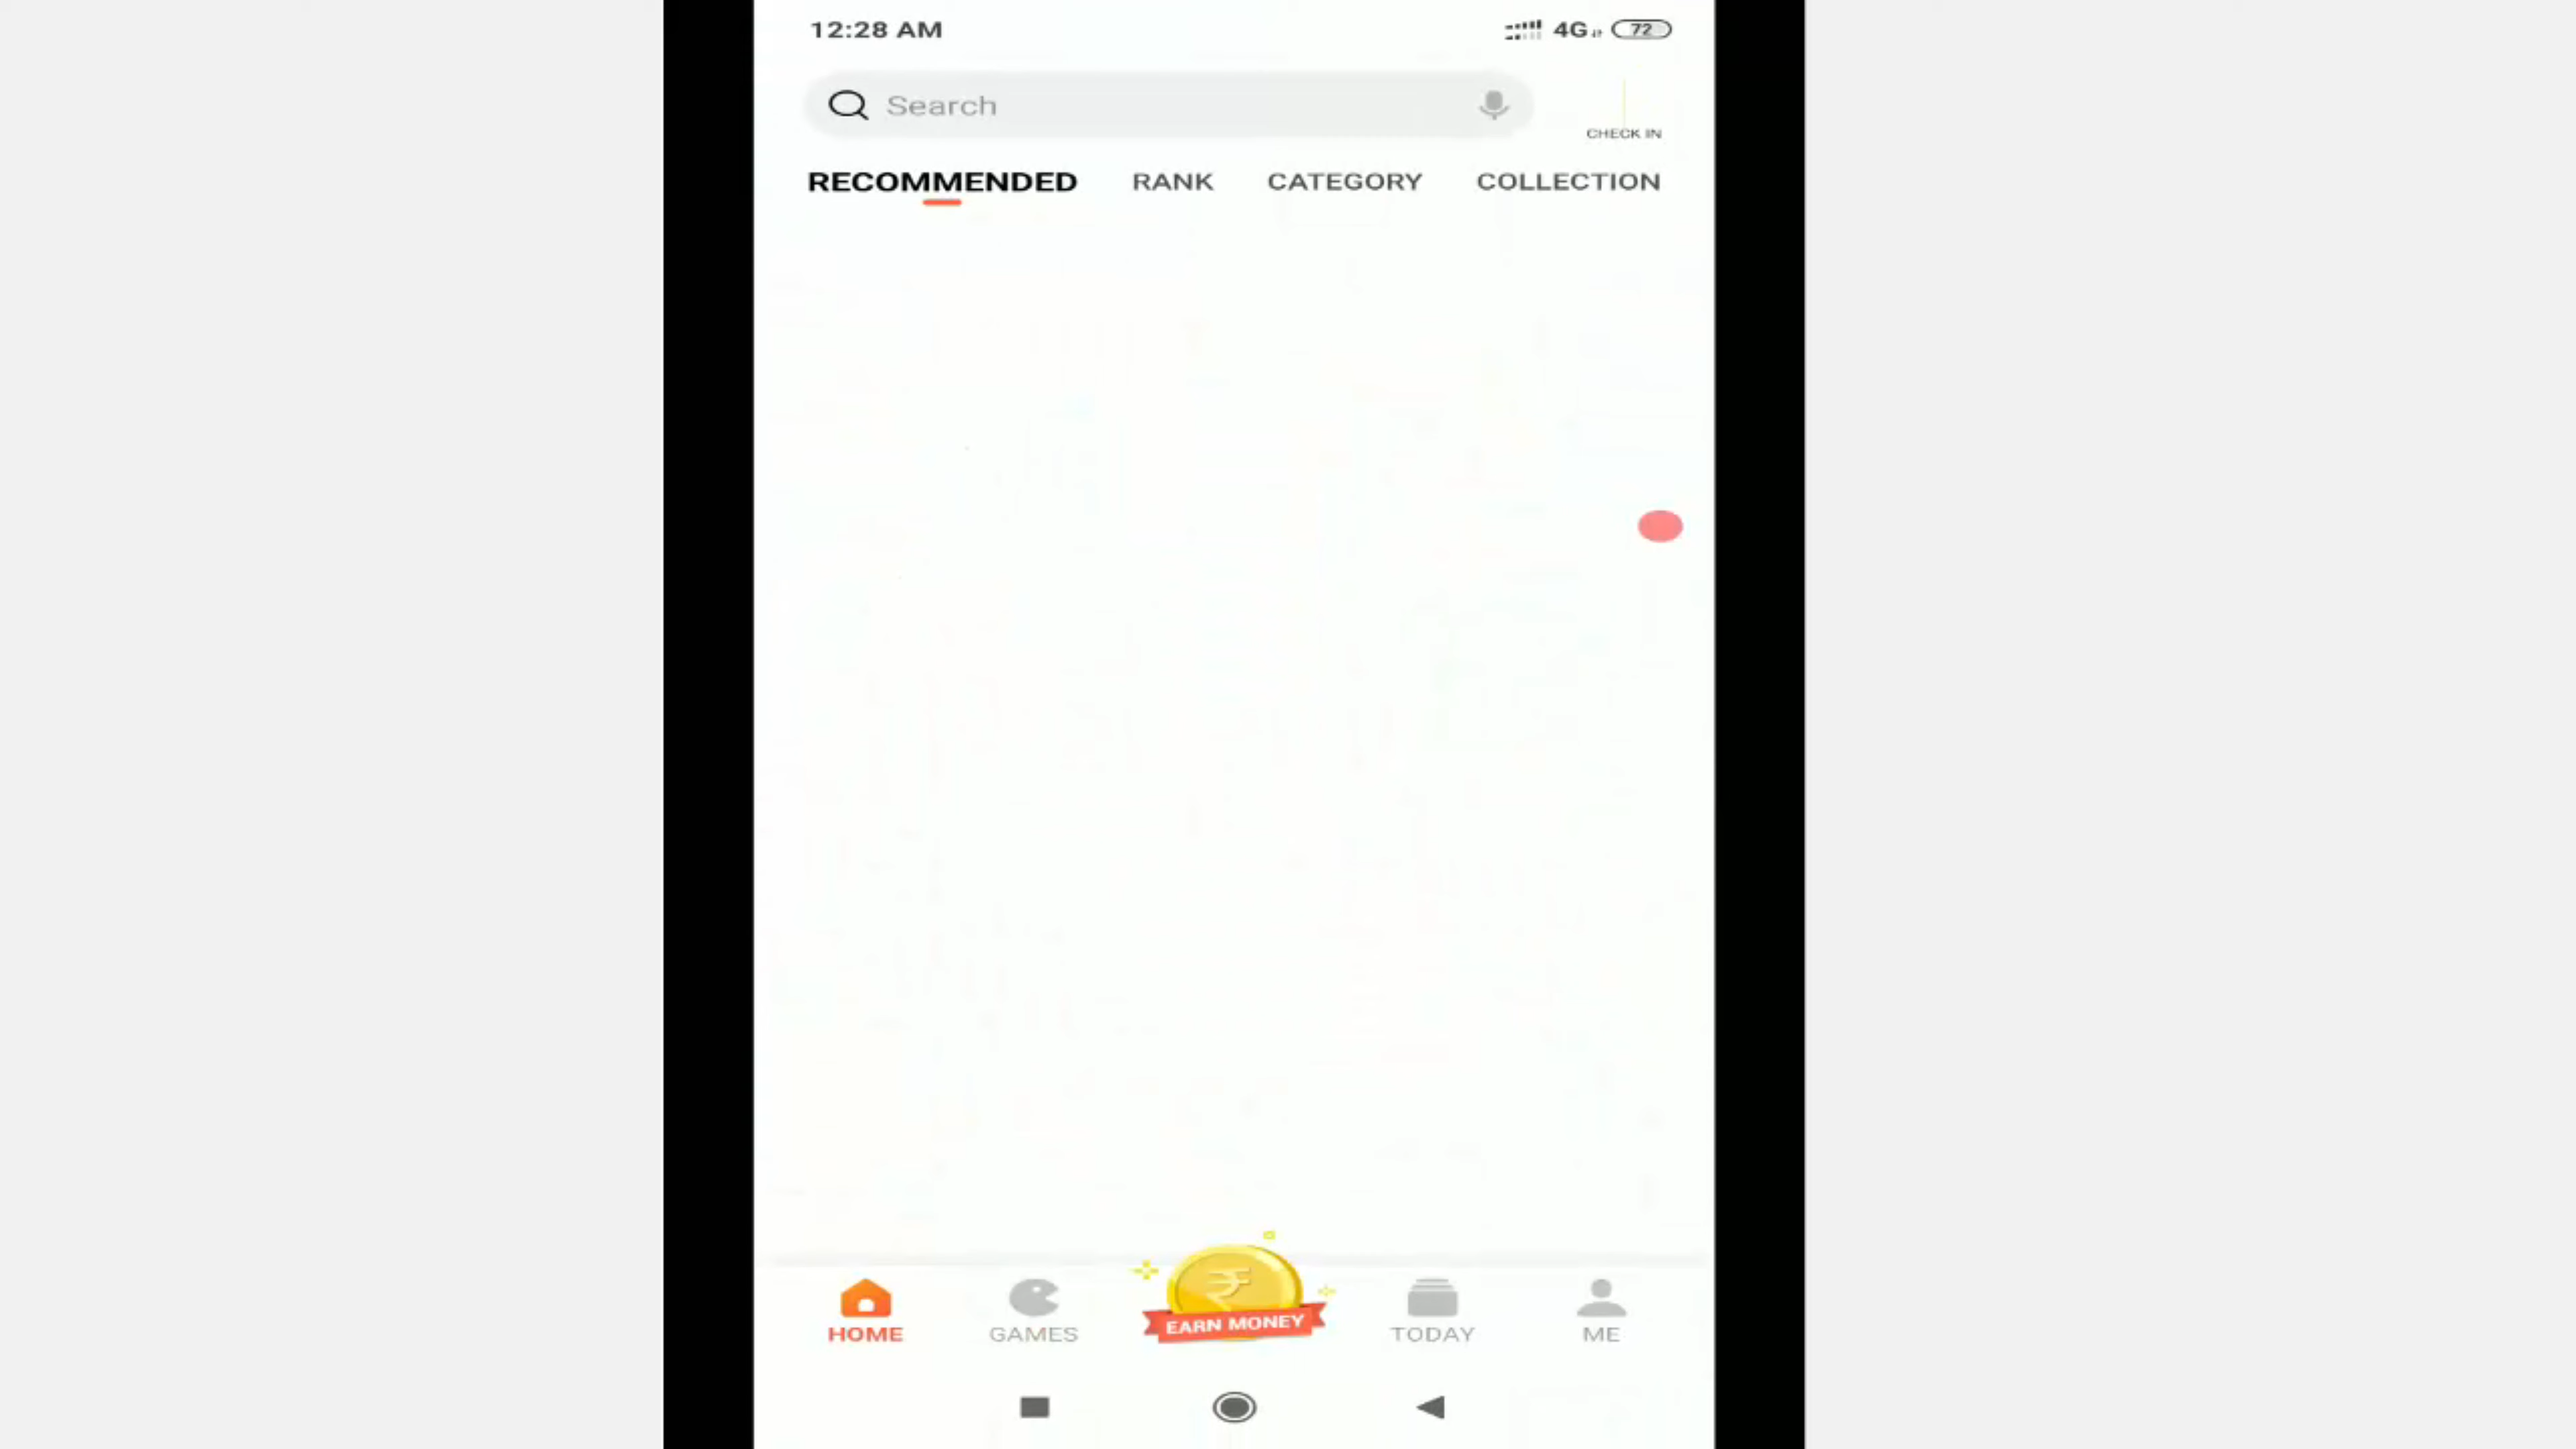 12:28 AM 4G 72
Search
CHECK IN
RECOMMENDED RANK CATEGORY COLLECTION
₹
EARN MONEY
HOME GAMES TODAY ME